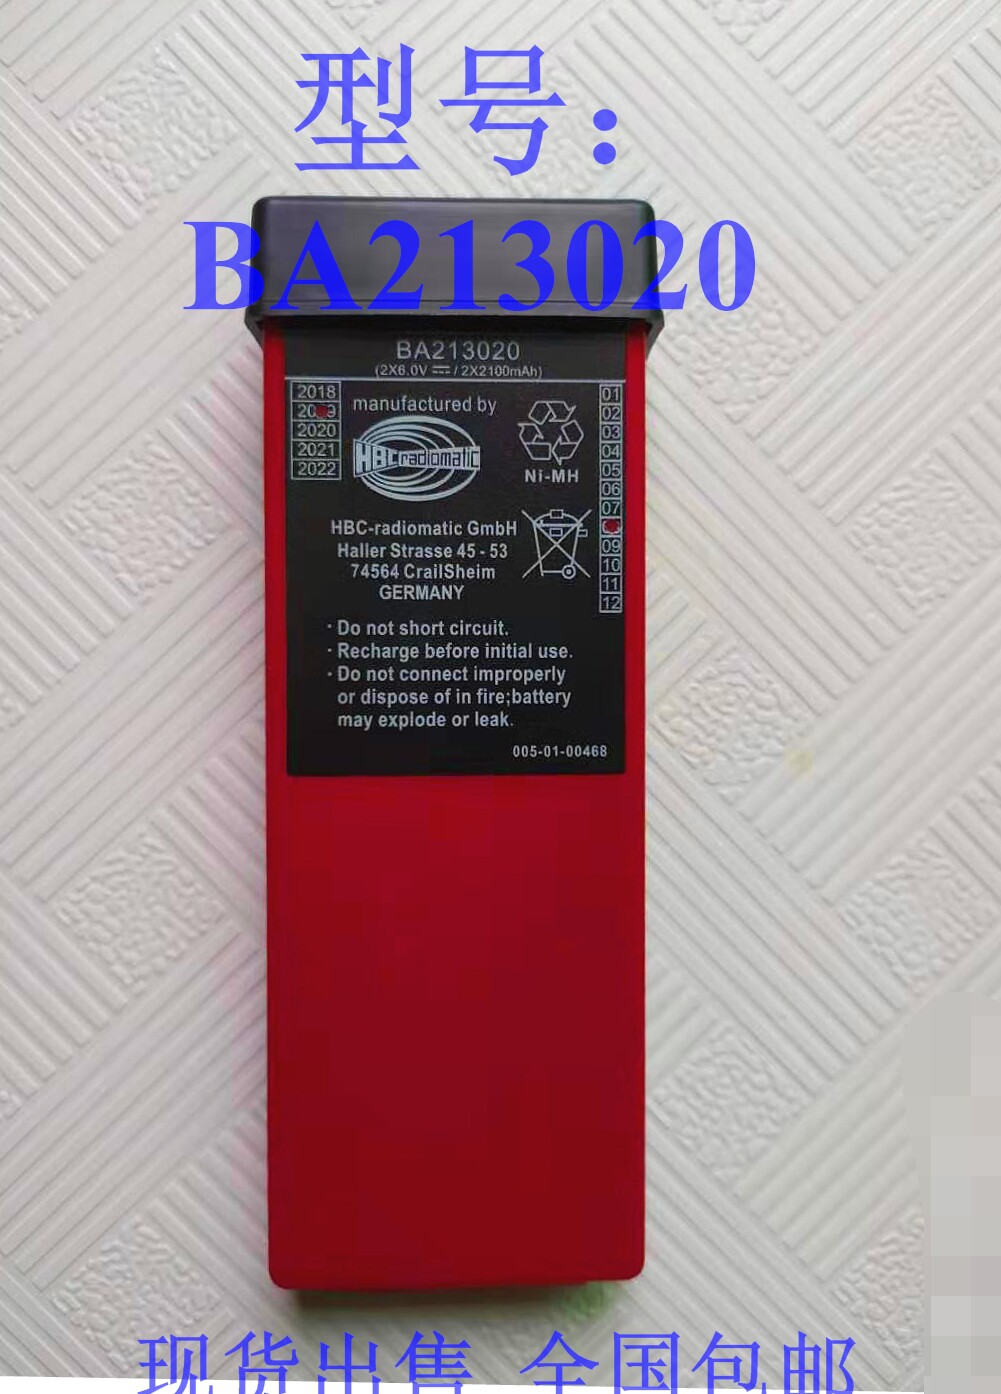 型号：
BA213020
BA213020
(2X6.0V ⎓ / 2X2100mAh)
2018
2020
2021
2022
manufactured by
HBC radiomatic
Ni-MH
01
02
03
04
05
06
07
09
10
11
12
HBC-radiomatic GmbH
Haller Strasse 45 - 53
74564 CrailSheim
GERMANY
· Do not short circuit.
· Recharge before initial use.
· Do not connect improperly
or dispose of in fire;battery
may explode or leak.
005-01-00468
现货出售 全国包邮